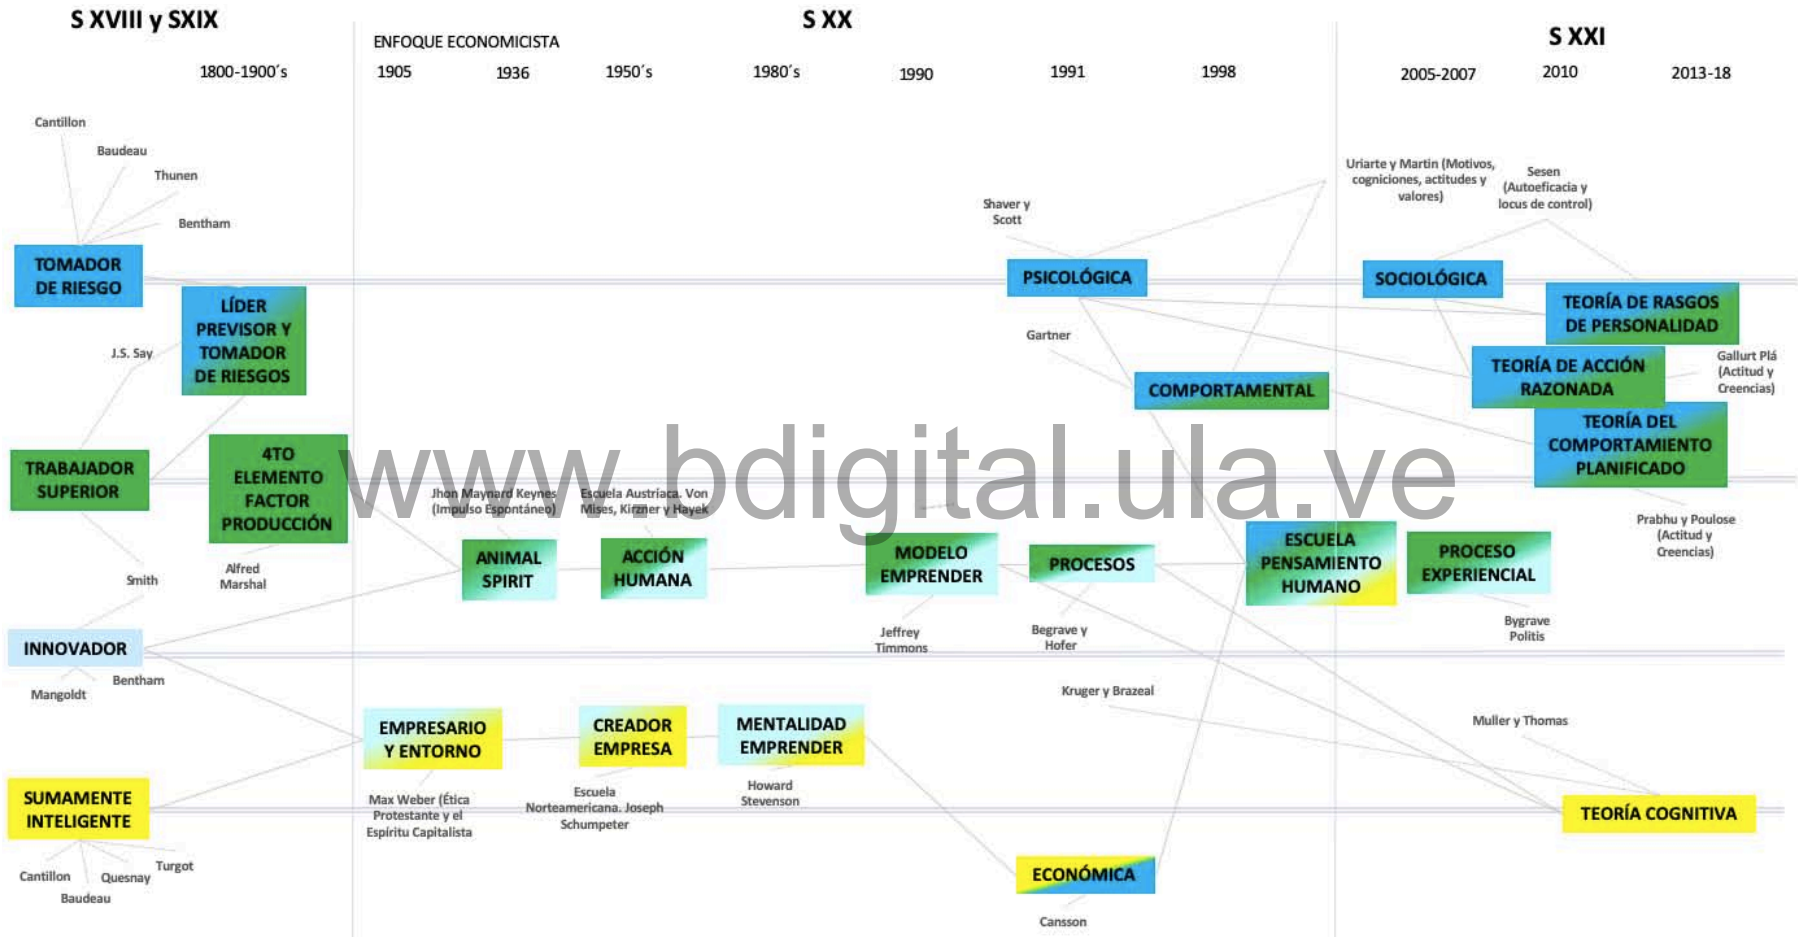 S XVIII y SXIX
S XX
S XXI
ENFOQUE ECONOMICISTA
1800-1900´s
1905
1936
1950´s
1980´s
1990
1991
1998
2005-2007
2010
2013-18
Cantillon
Baudeau
Thunen
Bentham
TOMADOR
DE RIESGO
LÍDER
PREVISOR Y
TOMADOR
DE RIESGOS
J.S. Say
TRABAJADOR
SUPERIOR
4TO
ELEMENTO
FACTOR
PRODUCCIÓN
Smith
Alfred
Marshal
INNOVADOR
Mangoldt
Bentham
SUMAMENTE
INTELIGENTE
Cantillon
Baudeau
Quesnay
Turgot
Jhon Maynard Keynes
(Impulso Espontáneo)
ANIMAL
SPIRIT
Escuela Austriaca. Von
Mises, Kirzner y Hayek
ACCIÓN
HUMANA
EMPRESARIO
Y ENTORNO
Max Weber (Ética
Protestante y el
Espíritu Capitalista
CREADOR
EMPRESA
Escuela
Norteamericana. Joseph
Schumpeter
MENTALIDAD
EMPRENDER
Howard
Stevenson
MODELO
EMPRENDER
Jeffrey
Timmons
Shaver y
Scott
PSICOLÓGICA
Gartner
COMPORTAMENTAL
PROCESOS
Begrave y
Hofer
Kruger y Brazeal
ECONÓMICA
Cansson
ESCUELA
PENSAMIENTO
HUMANO
Uriarte y Martin (Motivos,
cogniciones, actitudes y
valores)
Sesen
(Autoeficacia y
locus de control)
SOCIOLÓGICA
TEORÍA DE RASGOS
DE PERSONALIDAD
TEORÍA DE ACCIÓN
RAZONADA
Gallurt Plá
(Actitud y
Creencias)
TEORÍA DEL
COMPORTAMIENTO
PLANIFICADO
Prabhu y Poulose
(Actitud y
Creencias)
PROCESO
EXPERIENCIAL
Bygrave
Politis
Muller y Thomas
TEORÍA COGNITIVA
www.bdigital.ula.ve